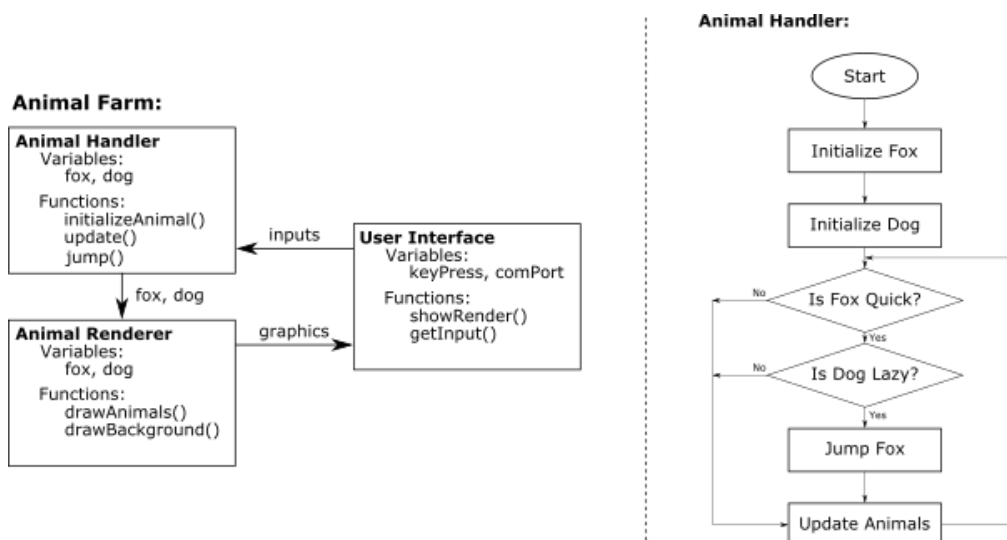 Animal Farm:
Animal Handler
Variables:
fox, dog
Functions:
initializeAnimal()
update()
jump()
fox, dog
Animal Renderer
Variables:
fox, dog
Functions:
drawAnimals()
drawBackground()
inputs
graphics
User Interface
Variables:
keyPress, comPort
Functions:
showRender()
getInput()
Animal Handler:
Start
Initialize Fox
Initialize Dog
No
Is Fox Quick?
Yes
No
Is Dog Lazy?
Yes
Jump Fox
Update Animals